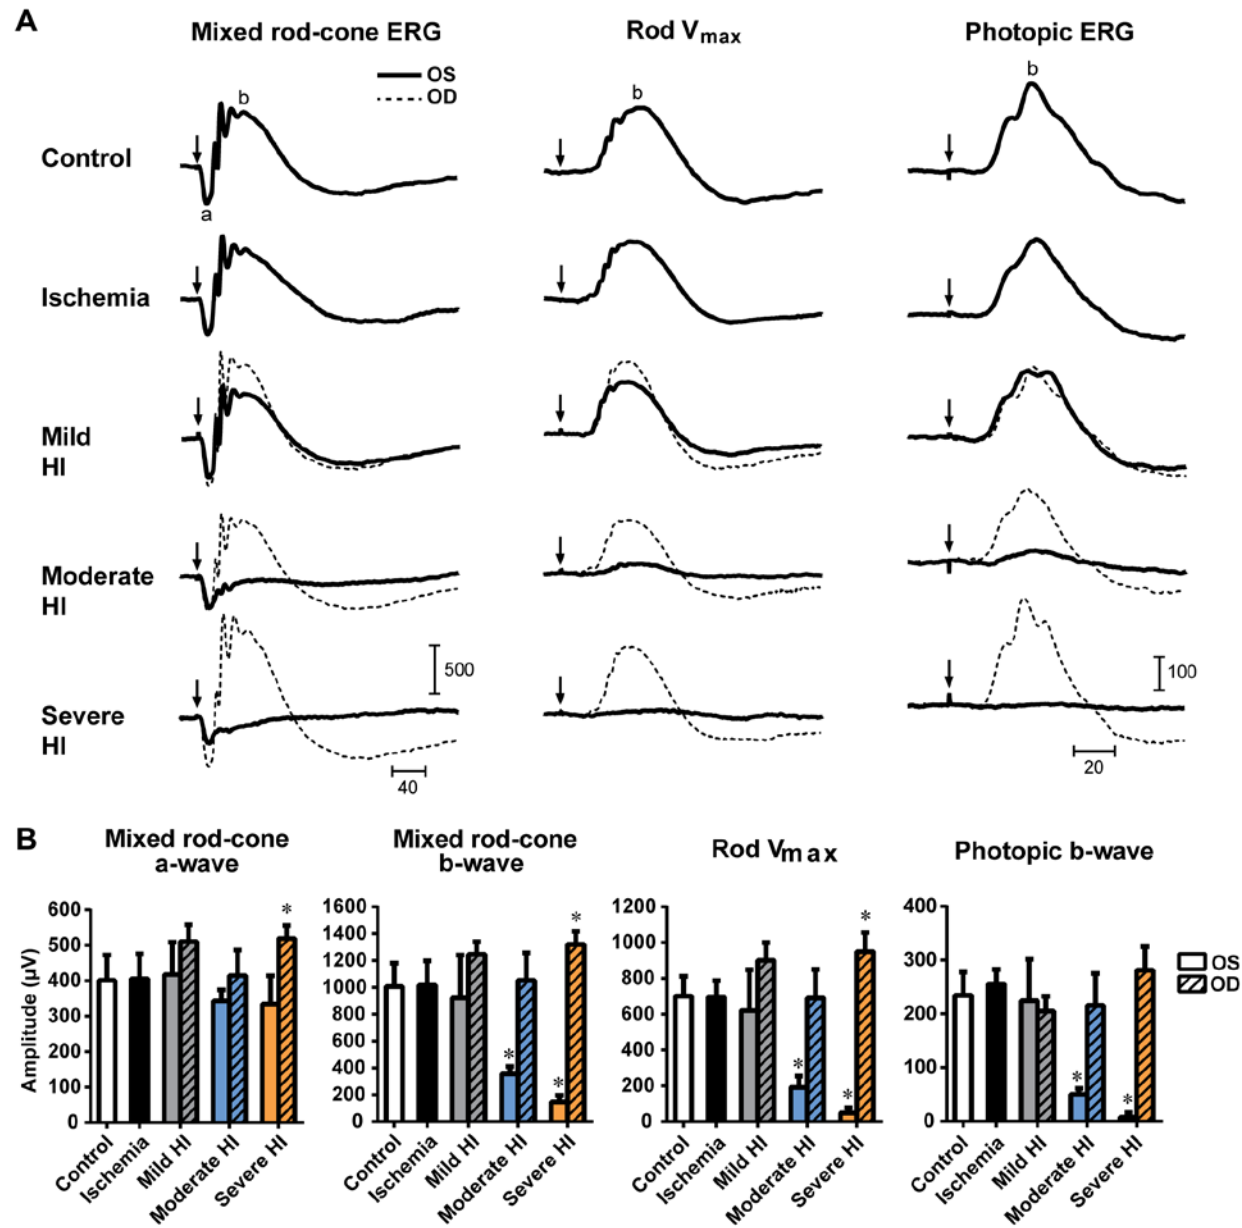 A
Mixed rod-cone ERG
Rod Vmax
Photopic ERG
OS
OD
b
b
b
Control
a
Ischemia
Mild
HI
Moderate
HI
500
100
Severe
HI
40
20
B
Mixed rod-cone
a-wave
Mixed rod-cone
b-wave
Rod Vmax
Photopic b-wave
Amplitude (µV)
600
500
400
300
200
100
0
*
Control
Ischemia
Mild HI
Moderate HI
Severe HI
1600
1400
1200
1000
800
600
400
200
0
*
*
*
Control
Ischemia
Mild HI
Moderate HI
Severe HI
1200
1000
800
600
400
200
0
*
*
*
Control
Ischemia
Mild HI
Moderate HI
Severe HI
400
300
200
100
0
*
*
Control
Ischemia
Mild HI
Moderate HI
Severe HI
OS
OD